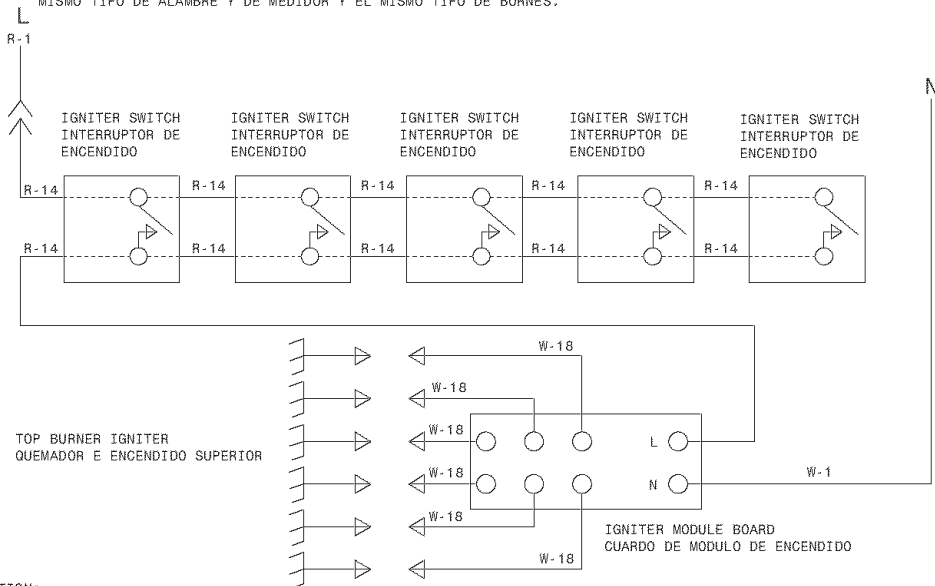 MISMO TIPO DE ALAMBRE Y DE MEDIDOR Y EL MISMO TIPO DE BORNES.
L
R-1
N
IGNITER SWITCH
INTERRUPTOR DE
ENCENDIDO
IGNITER SWITCH
INTERRUPTOR DE
ENCENDIDO
IGNITER SWITCH
INTERRUPTOR DE
ENCENDIDO
IGNITER SWITCH
INTERRUPTOR DE
ENCENDIDO
IGNITER SWITCH
INTERRUPTOR DE
ENCENDIDO
R-14 R-14 R-14 R-14 R-14
R-14 R-14 R-14 R-14 R-14
W-18
W-18
W-18
L
TOP BURNER IGNITER
QUEMADOR E ENCENDIDO SUPERIOR
W-18
N
W-1
W-18
IGNITER MODULE BOARD
CUARDO DE MODULO DE ENCENDIDO
W-18